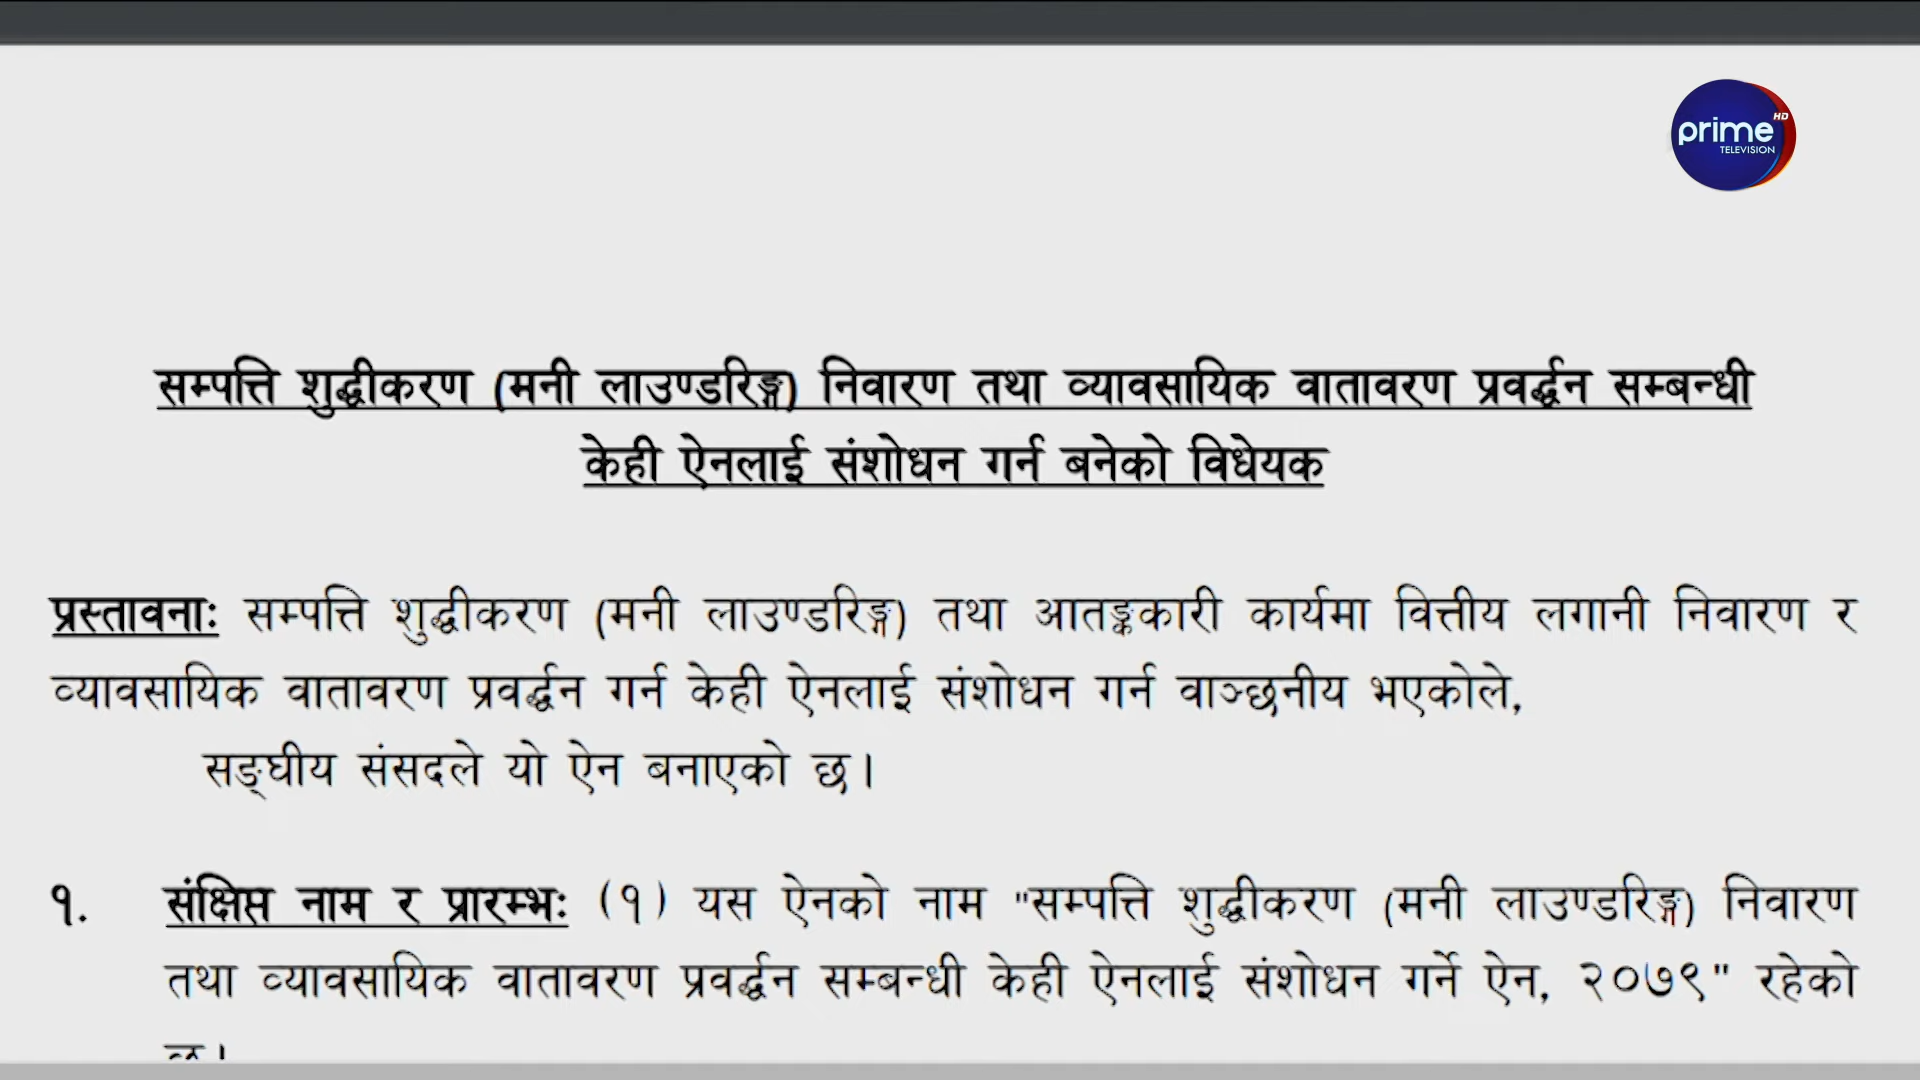 prime HD
TELEVISION
सम्पत्ति शुद्धीकरण (मनी लाउण्डरिङ्ग) निवारण तथा व्यावसायिक वातावरण प्रवर्द्धन सम्बन्धी
केही ऐनलाई संशोधन गर्न बनेको विधेयक
प्रस्तावनाः सम्पत्ति शुद्धीकरण (मनी लाउण्डरिङ्ग) तथा आतङ्ककारी कार्यमा वित्तीय लगानी निवारण र
व्यावसायिक वातावरण प्रवर्द्धन गर्न केही ऐनलाई संशोधन गर्न वाञ्छनीय भएकोले,
सङ्घीय संसदले यो ऐन बनाएको छ।
१. संक्षिप्त नाम र प्रारम्भः (१) यस ऐनको नाम "सम्पत्ति शुद्धीकरण (मनी लाउण्डरिङ्ग) निवारण
तथा व्यावसायिक वातावरण प्रवर्द्धन सम्बन्धी केही ऐनलाई संशोधन गर्ने ऐन, २०७९" रहेको